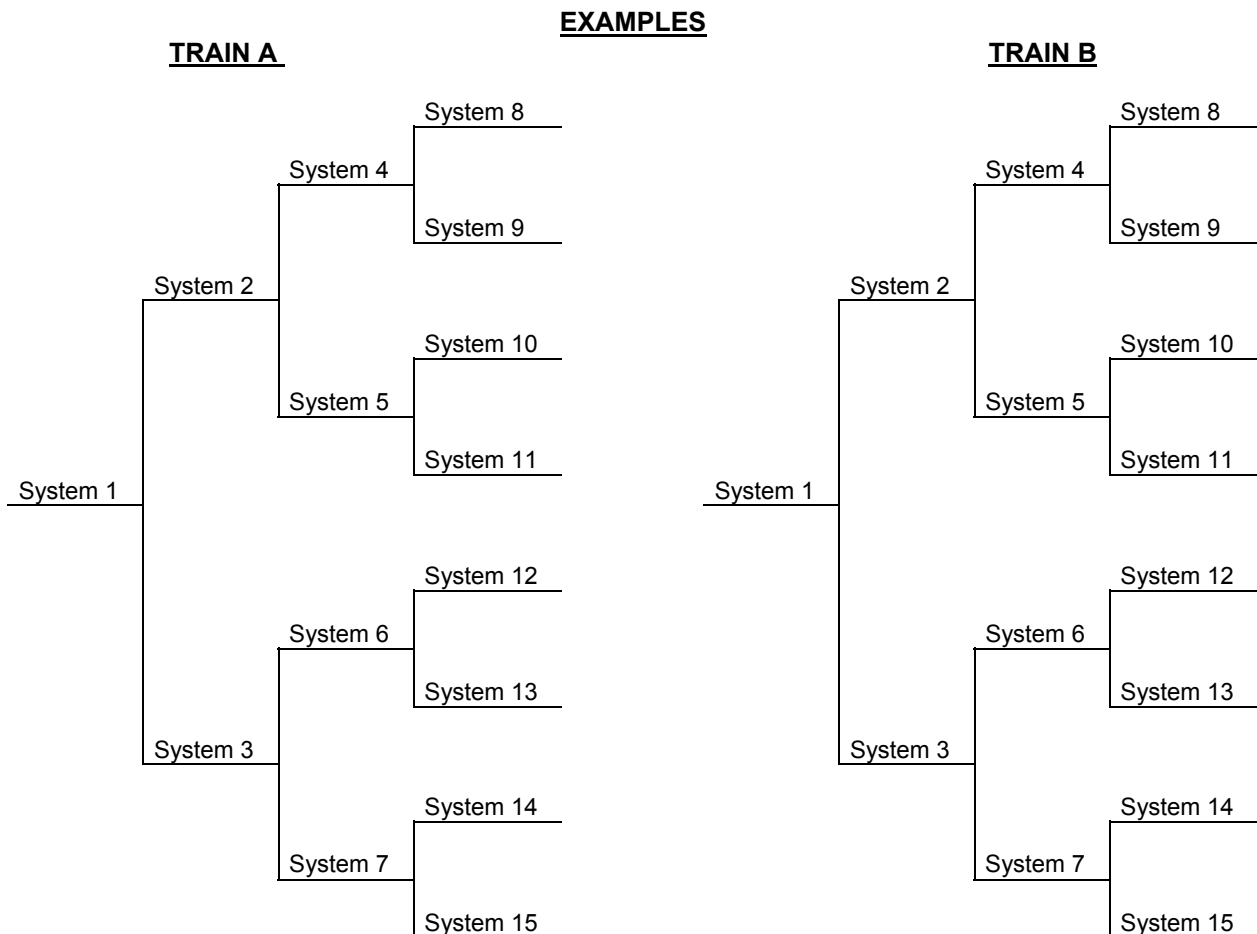 EXAMPLES
TRAIN A
TRAIN B
System 8
System 8
System 4
System 4
System 9
System 9
System 2
System 2
System 10
System 10
System 5
System 5
System 11
System 11
System 1
System 1
System 12
System 12
System 6
System 6
System 13
System 13
System 3
System 3
System 14
System 14
System 7
System 7
System 15
System 15